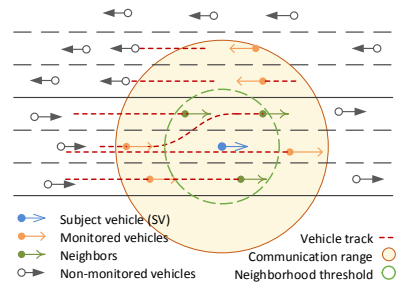 Subject vehicle (SV)
Monitored vehicles
Neighbors
Non-monitored vehicles
Vehicle track
Communication range
Neighborhood threshold